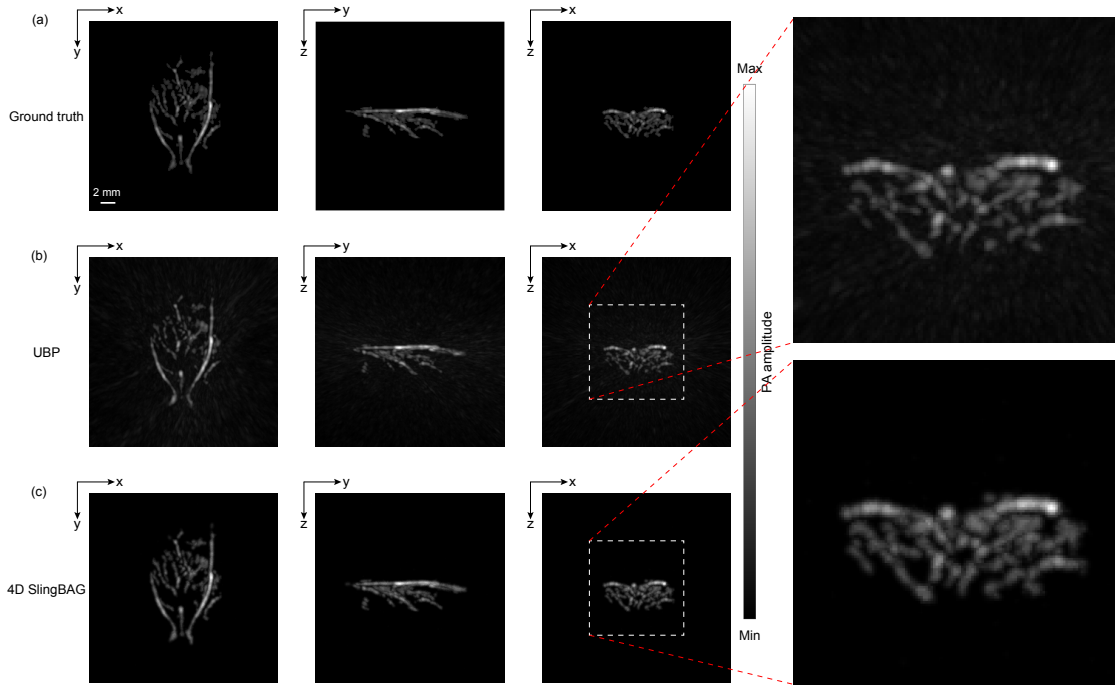 (a)
x
y
y
z
x
z
Max
Ground truth
2 mm
(b)
x
y
y
z
x
z
UBP
PA amplitude
(c)
x
y
y
z
x
z
4D SlingBAG
Min